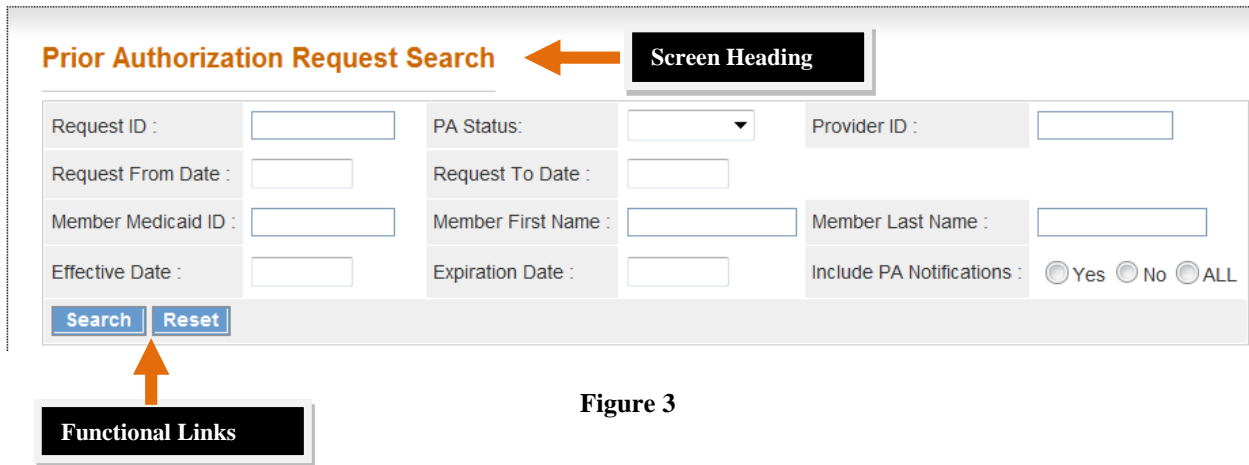 Prior Authorization Request Search
Screen Heading
Request ID : PA Status: Provider ID :
Request From Date : Request To Date :
Member Medicaid ID : Member First Name : Member Last Name :
Effective Date : Expiration Date : Include PA Notifications : Yes No ALL
Search Reset
Figure 3
Functional Links